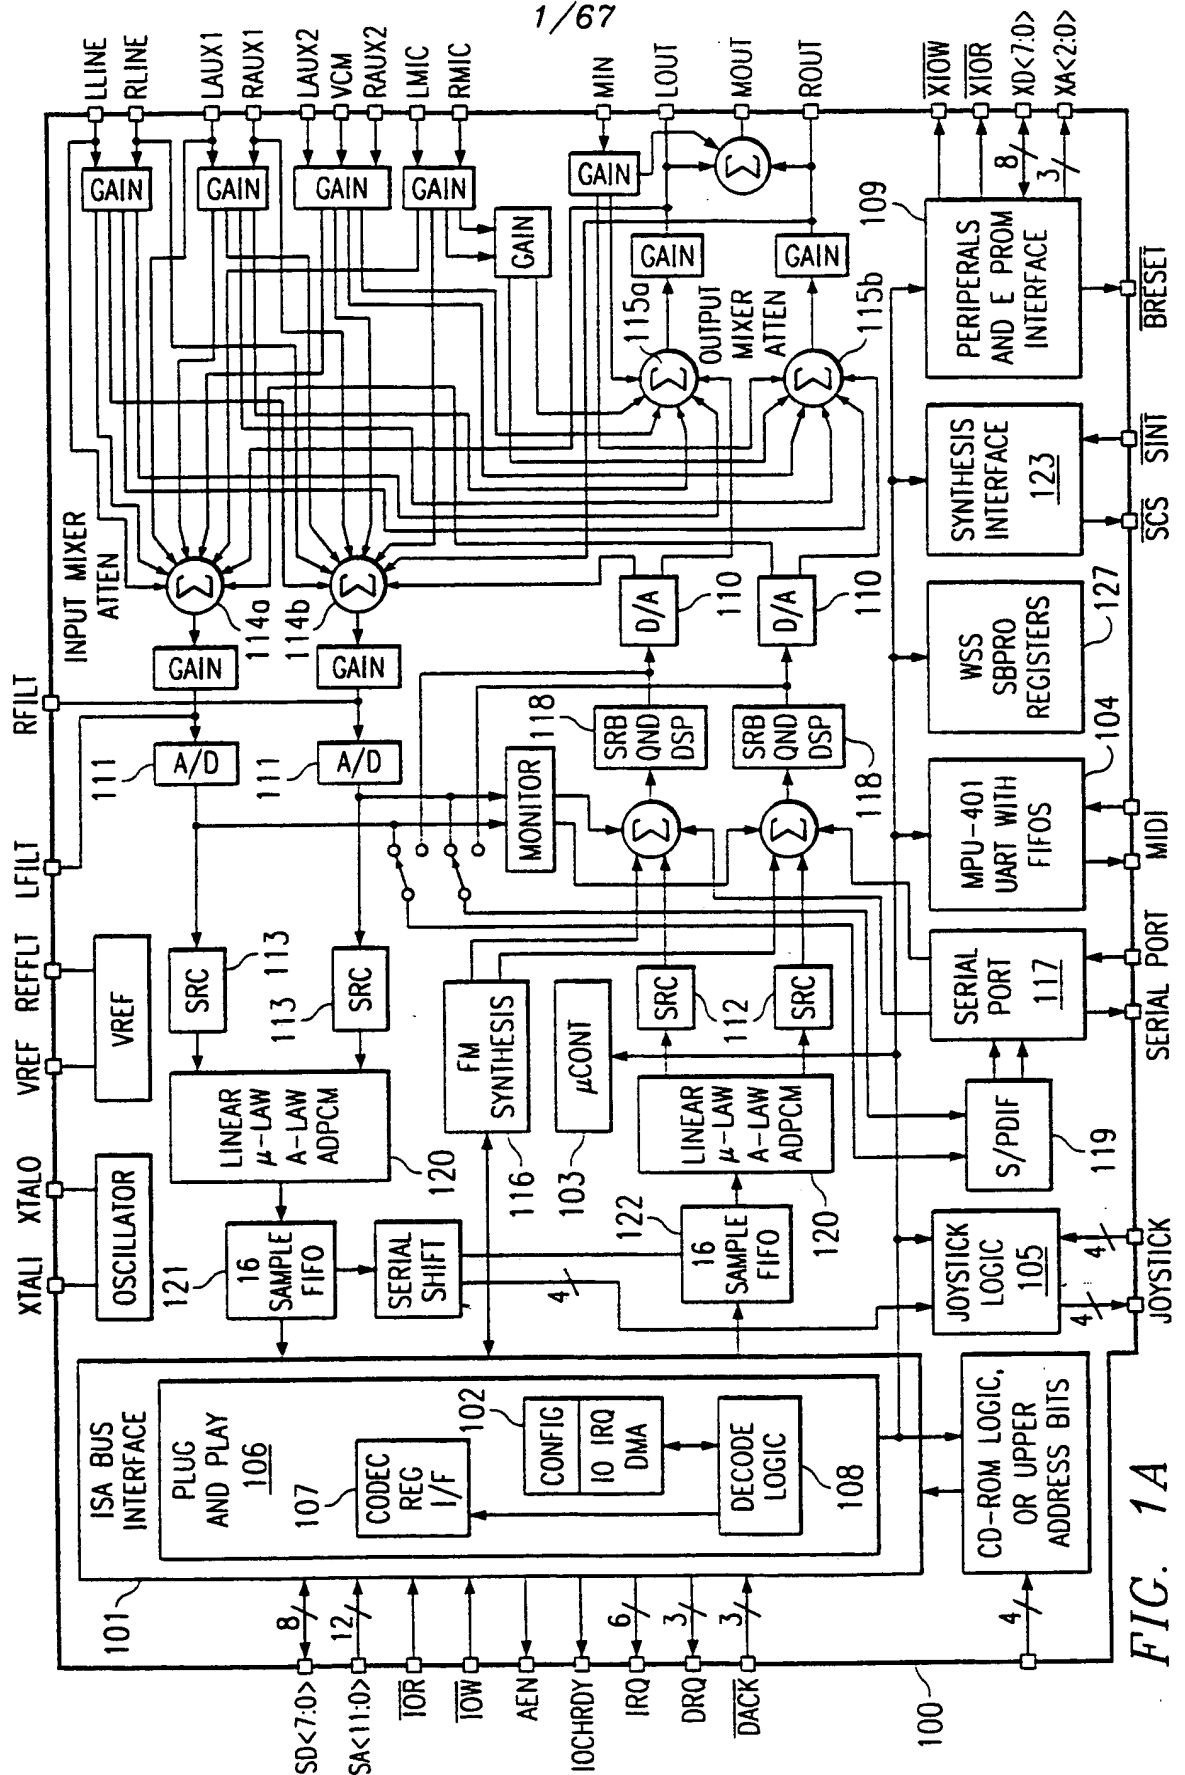 1/67
XTALI
XTALO
VREF
REFFLT
LFILT
RFILT
LLINE
RLINE
LAUX1
RAUX1
LAUX2
VCM
RAUX2
LMIC
RMIC
MIN
LOUT
MOUT
ROUT
XIOW
XIOR
XD<7:0>
XA<2:0>
8
3
OSCILLATOR
VREF
111
A/D
111
A/D
GAIN
GAIN
INPUT MIXER
ATTEN
Σ
114a
Σ
114b
GAIN
GAIN
GAIN
GAIN
GAIN
GAIN
GAIN
GAIN
Σ
OUTPUT
MIXER
ATTEN
Σ
115a
Σ
115b
101
ISA BUS
INTERFACE
PLUG
AND PLAY
106
107
CODEC
REG
I/F
102
CONFIG
IO IRQ
DMA
DECODE
LOGIC
108
121
16
SAMPLE
FIFO
SERIAL
SHIFT
4
LINEAR
μ-LAW
A-LAW
ADPCM
120
SRC
113
SRC
113
FM
SYNTHESIS
116
μCONT
103
122
16
SAMPLE
FIFO
LINEAR
μ-LAW
A-LAW
ADPCM
120
SRC
112
SRC
MONITOR
Σ
Σ
118
SRB
QND
DSP
SRB
QND
DSP
118
D/A
110
D/A
110
SD<7:0>
8
SA<11:0>
12
IOR
IOW
AEN
IOCHRDY
IRQ
6
DRQ
3
DACK
3
4
100
CD-ROM LOGIC,
OR UPPER
ADDRESS BITS
JOYSTICK
LOGIC
105
4
4
JOYSTICK
S/PDIF
119
SERIAL
PORT
117
SERIAL PORT
MPU-401
UART WITH
FIFOS
104
MIDI
WSS
SBPRO
REGISTERS
127
SYNTHESIS
INTERFACE
123
SCS
SINT
PERIPERALS
AND E PROM
INTERFACE
109
BRESET
FIG. 1A